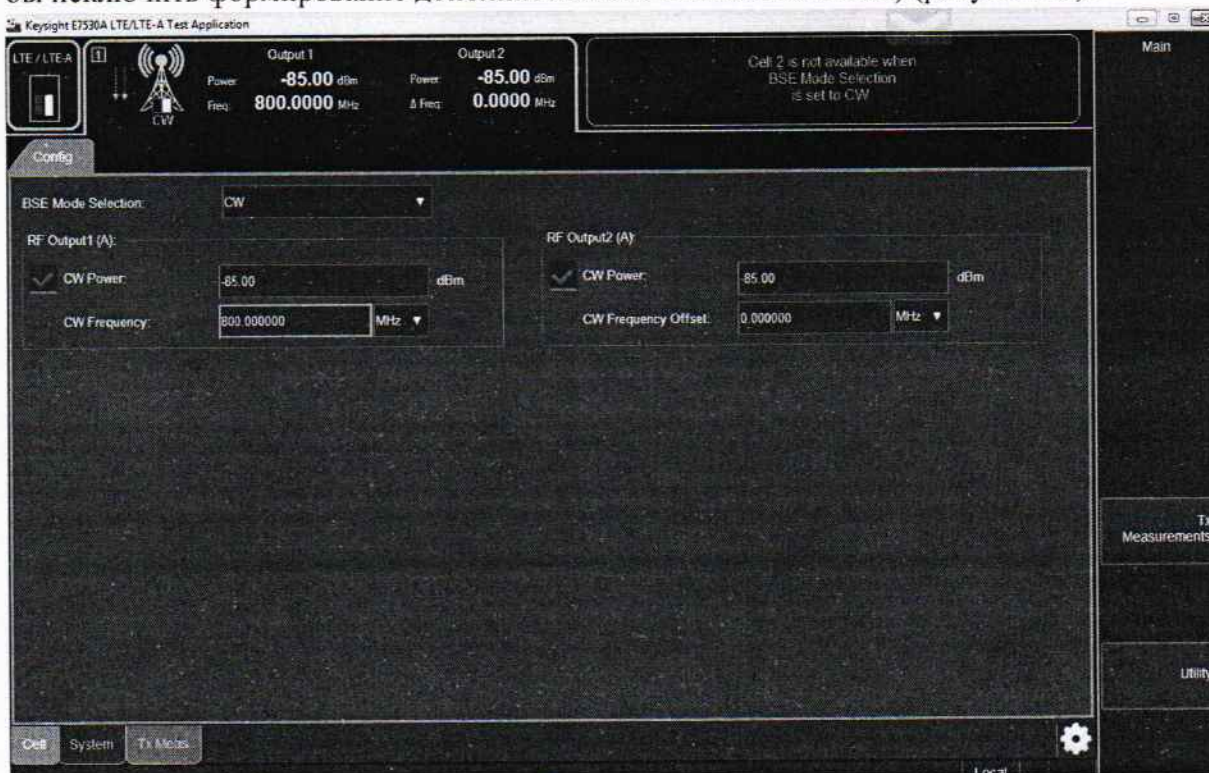 Keysight E7530A LTE/LTE-A Test Application
LTE / LTE-A
1
CW
Output 1
Power: -85.00 dBm
Freq: 800.0000 MHz
Output 2
Power: -85.00 dBm
Δ Freq: 0.0000 MHz
Cell 2 is not available when
BSE Mode Selection
is set to CW
Main
Config
BSE Mode Selection:
CW
RF Output1 (A):
CW Power:
-85.00
dBm
CW Frequency:
800.000000
MHz
RF Output2 (A):
CW Power:
-85.00
dBm
CW Frequency Offset:
0.000000
MHz
Tx
Measurements
Utility
Cell
System
Tx Meas
Local